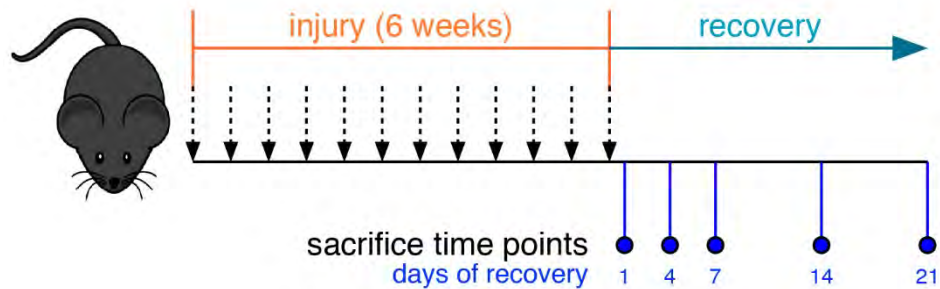 injury (6 weeks) recovery
sacrifice time points
days of recovery 1 4 7 14 21